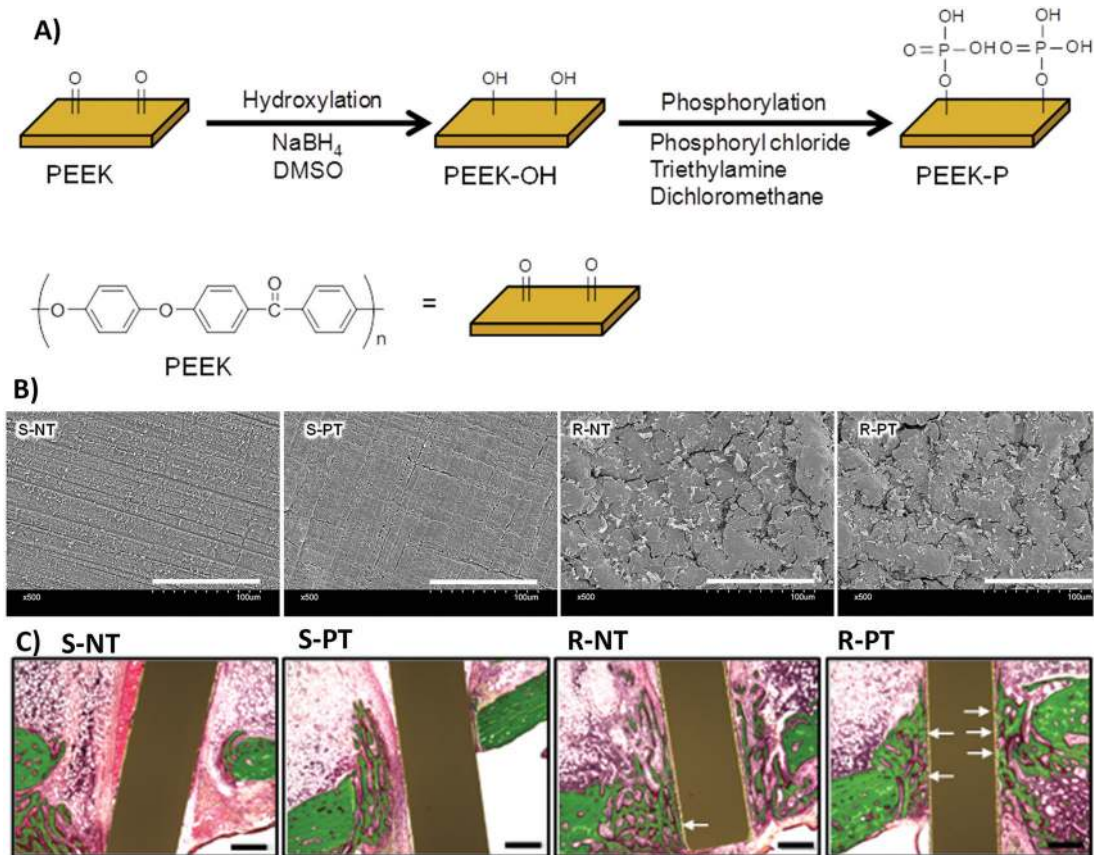 A)
O O
PEEK
Hydroxylation
NaBH₄
DMSO
OH OH
PEEK-OH
Phosphorylation
Phosphoryl chloride
Triethylamine
Dichloromethane
OH OH
O P OH O P OH
O O
PEEK-P
O O O n
PEEK
=
O O
B)
S-NT
x500 100um
S-PT
x500 100um
R-NT
x500 100um
R-PT
x500 100um
C) S-NT S-PT R-NT R-PT